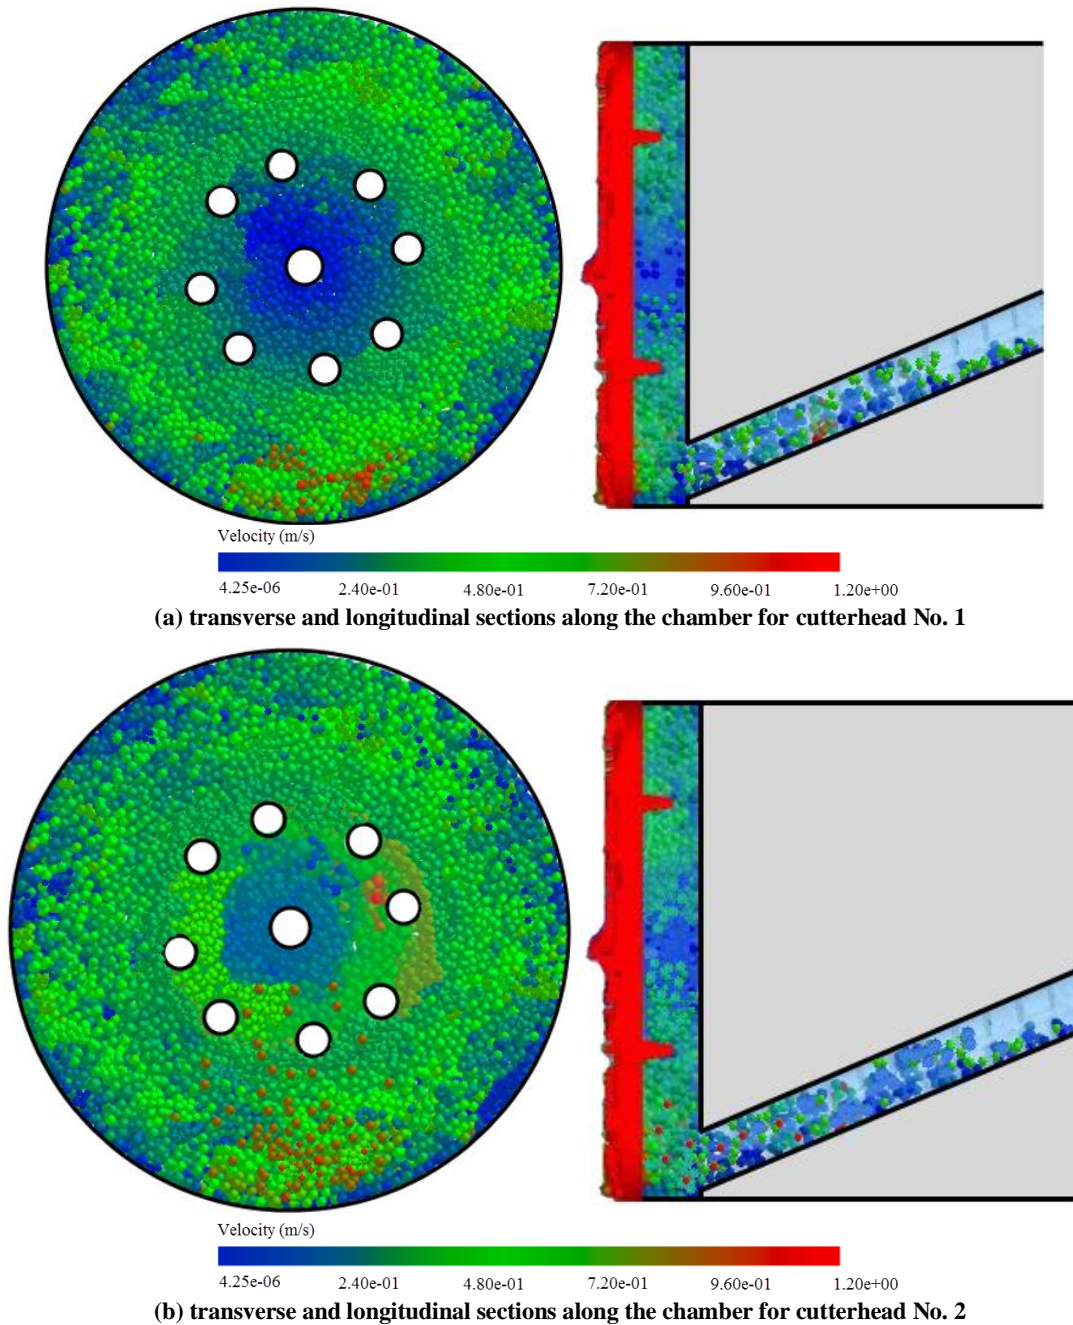 Velocity (m/s)
4.25e-06 2.40e-01 4.80e-01 7.20e-01 9.60e-01 1.20e+00
(a) transverse and longitudinal sections along the chamber for cutterhead No. 1
Velocity (m/s)
4.25e-06 2.40e-01 4.80e-01 7.20e-01 9.60e-01 1.20e+00
(b) transverse and longitudinal sections along the chamber for cutterhead No. 2